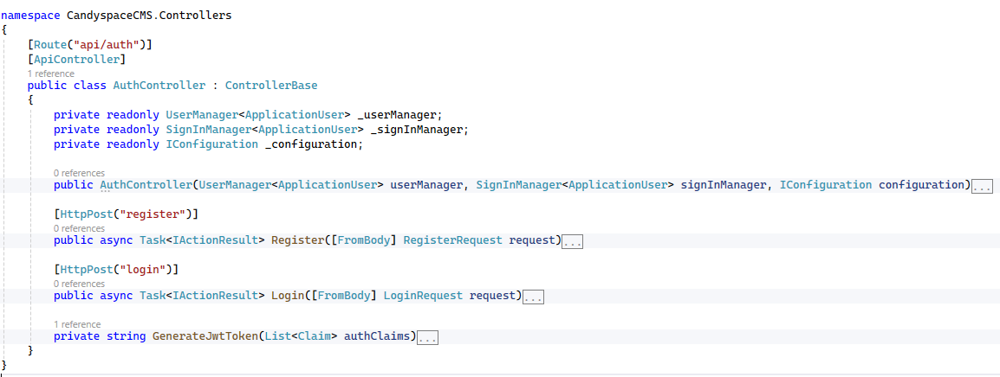 namespace CandyspaceCMS.Controllers
{
[Route("api/auth")]
[ApiController]
1 reference
public class AuthController : ControllerBase
{
private readonly UserManager<ApplicationUser> _userManager;
private readonly SignInManager<ApplicationUser> _signInManager;
private readonly IConfiguration _configuration;
0 references
public AuthController(UserManager<ApplicationUser> userManager, SignInManager<ApplicationUser> signInManager, IConfiguration configuration)...
[HttpPost("register")]
0 references
public async Task<IActionResult> Register([FromBody] RegisterRequest request)...
[HttpPost("login")]
0 references
public async Task<IActionResult> Login([FromBody] LoginRequest request)...
1 reference
private string GenerateJwtToken(List<Claim> authClaims)...
}
}